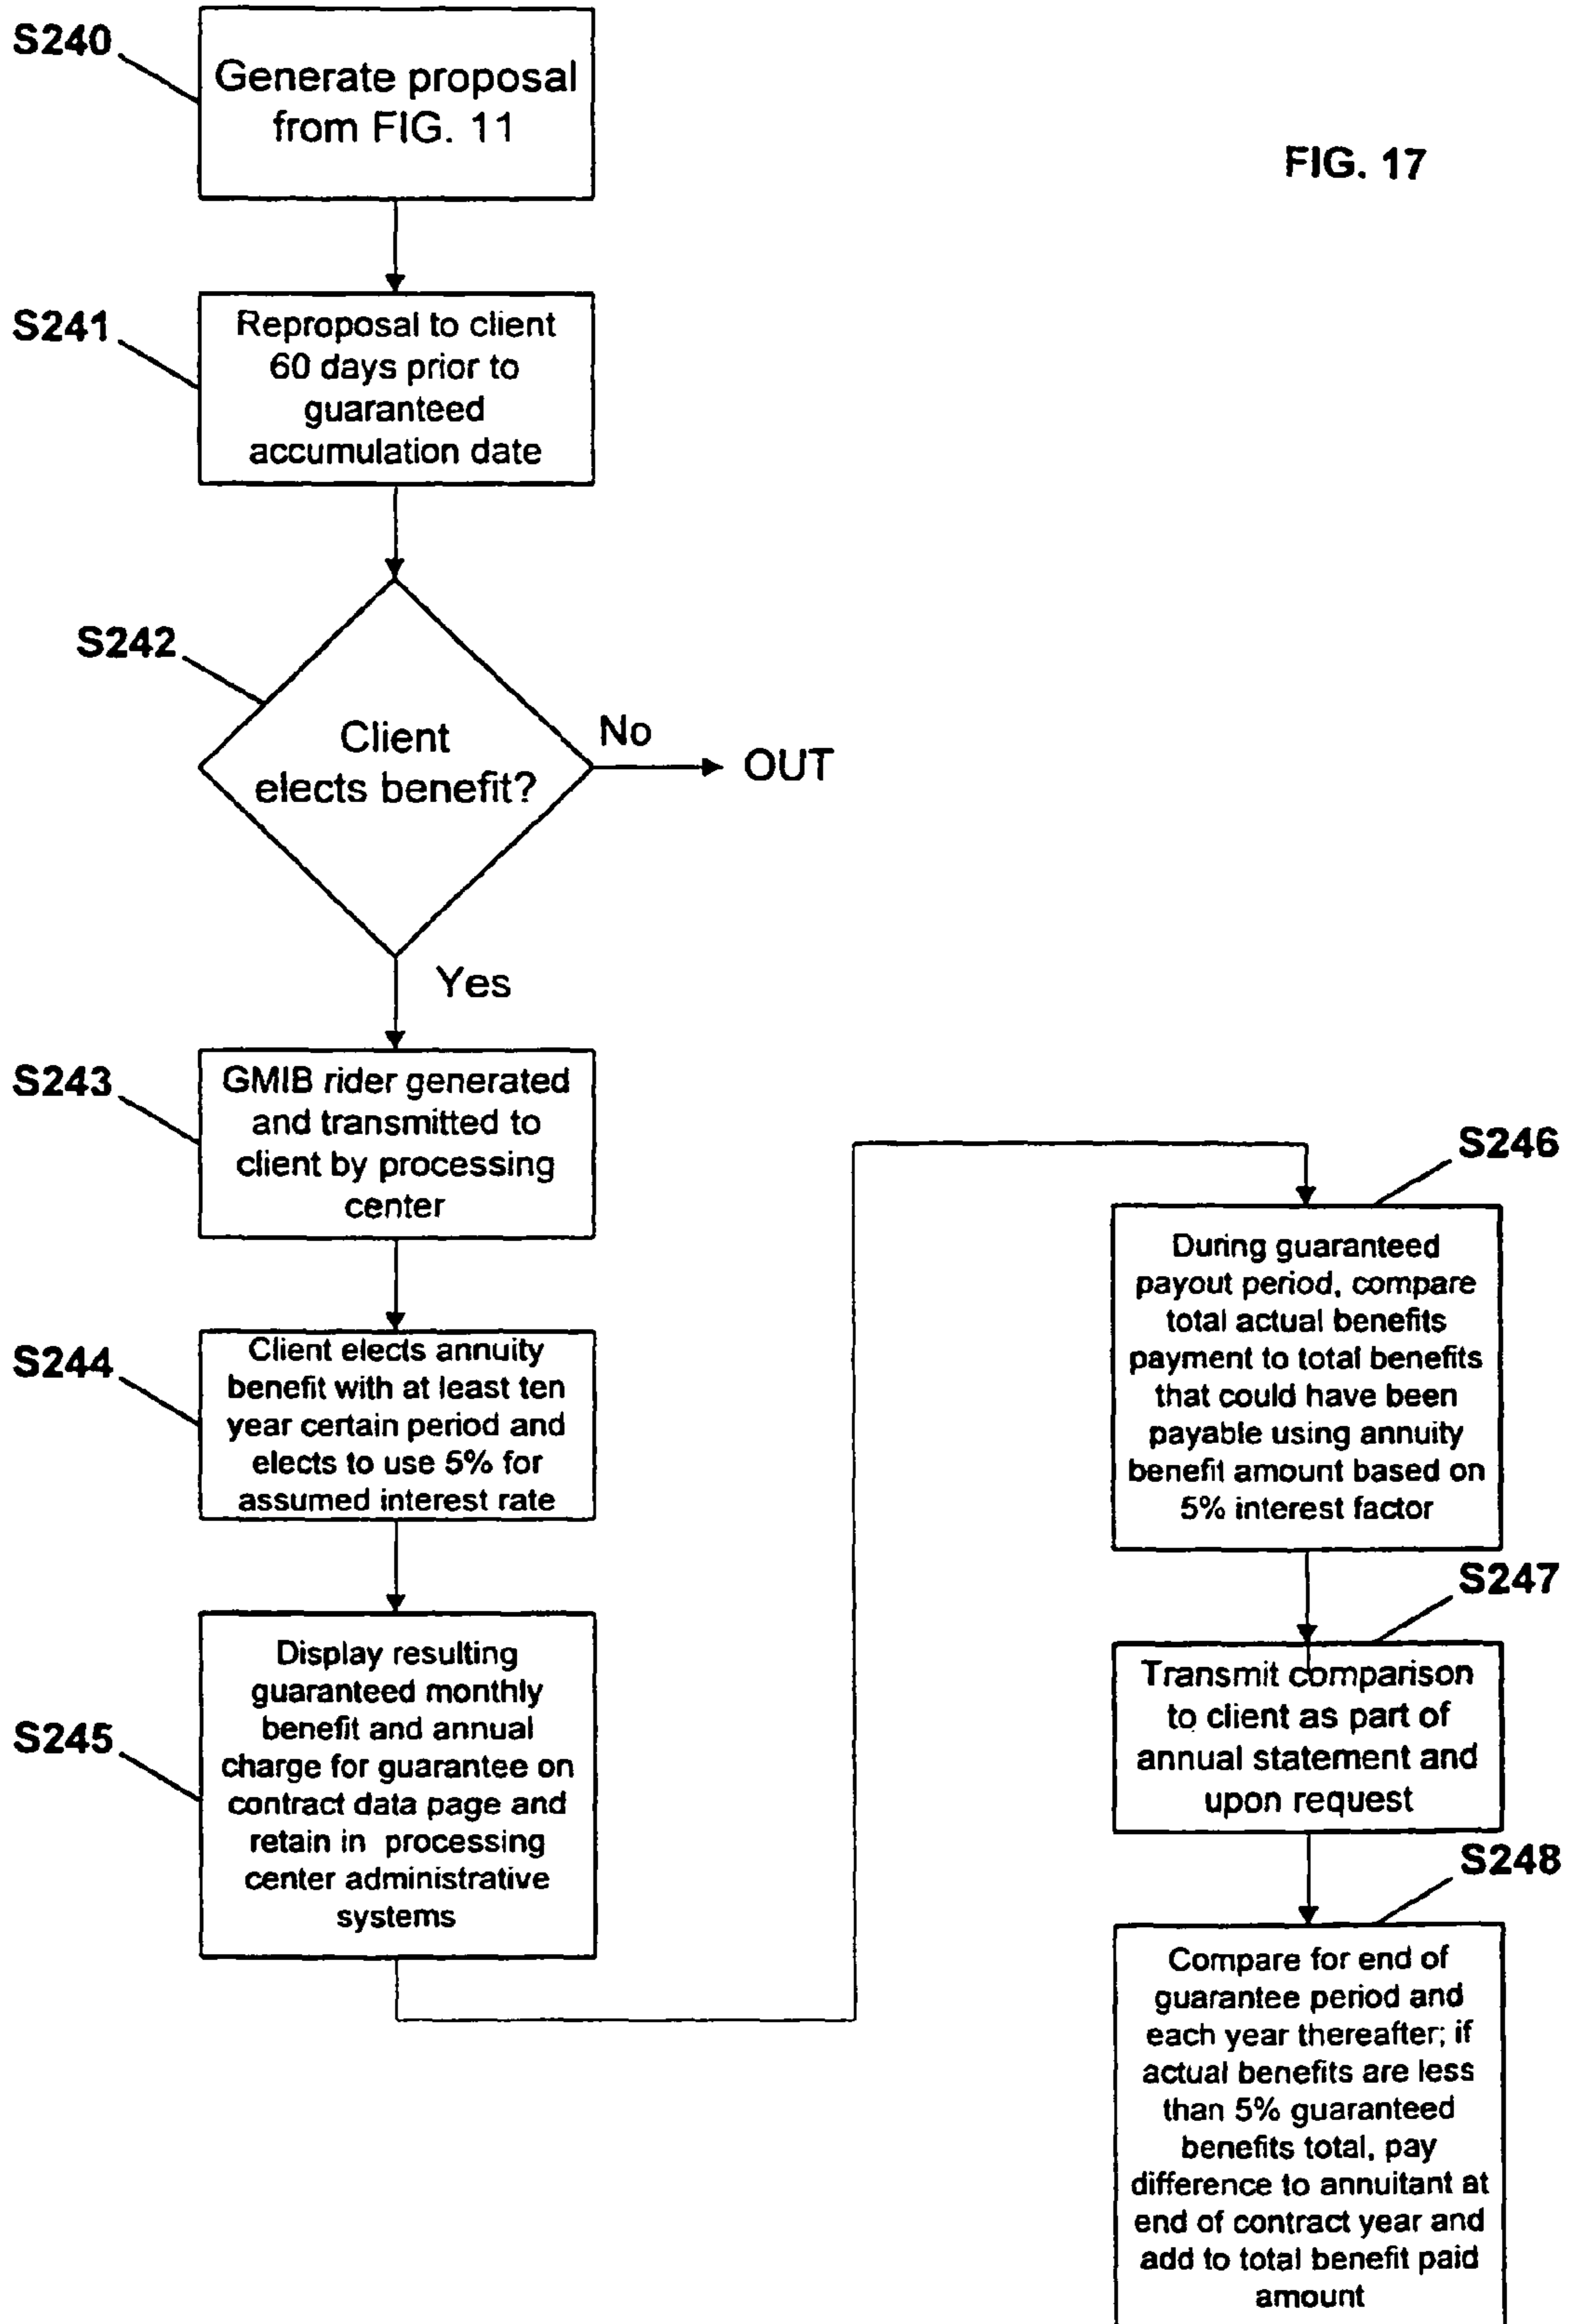 S240
Generate proposal
from FIG. 11
FIG. 17
S241
Reproposal to client
60 days prior to
guaranteed
accumulation date
S242
Client
elects benefit?
No
OUT
Yes
S243
GMIB rider generated
and transmitted to
client by processing
center
S244
Client elects annuity
benefit with at least ten
year certain period and
elects to use 5% for
assumed interest rate
S245
Display resulting
guaranteed monthly
benefit and annual
charge for guarantee on
contract data page and
retain in processing
center administrative
systems
S246
During guaranteed
payout period, compare
total actual benefits
payment to total benefits
that could have been
payable using annuity
benefit amount based on
5% interest factor
S247
Transmit comparison
to client as part of
annual statement and
upon request
S248
Compare for end of
guarantee period and
each year thereafter; if
actual benefits are less
than 5% guaranteed
benefits total, pay
difference to annuitant at
end of contract year and
add to total benefit paid
amount